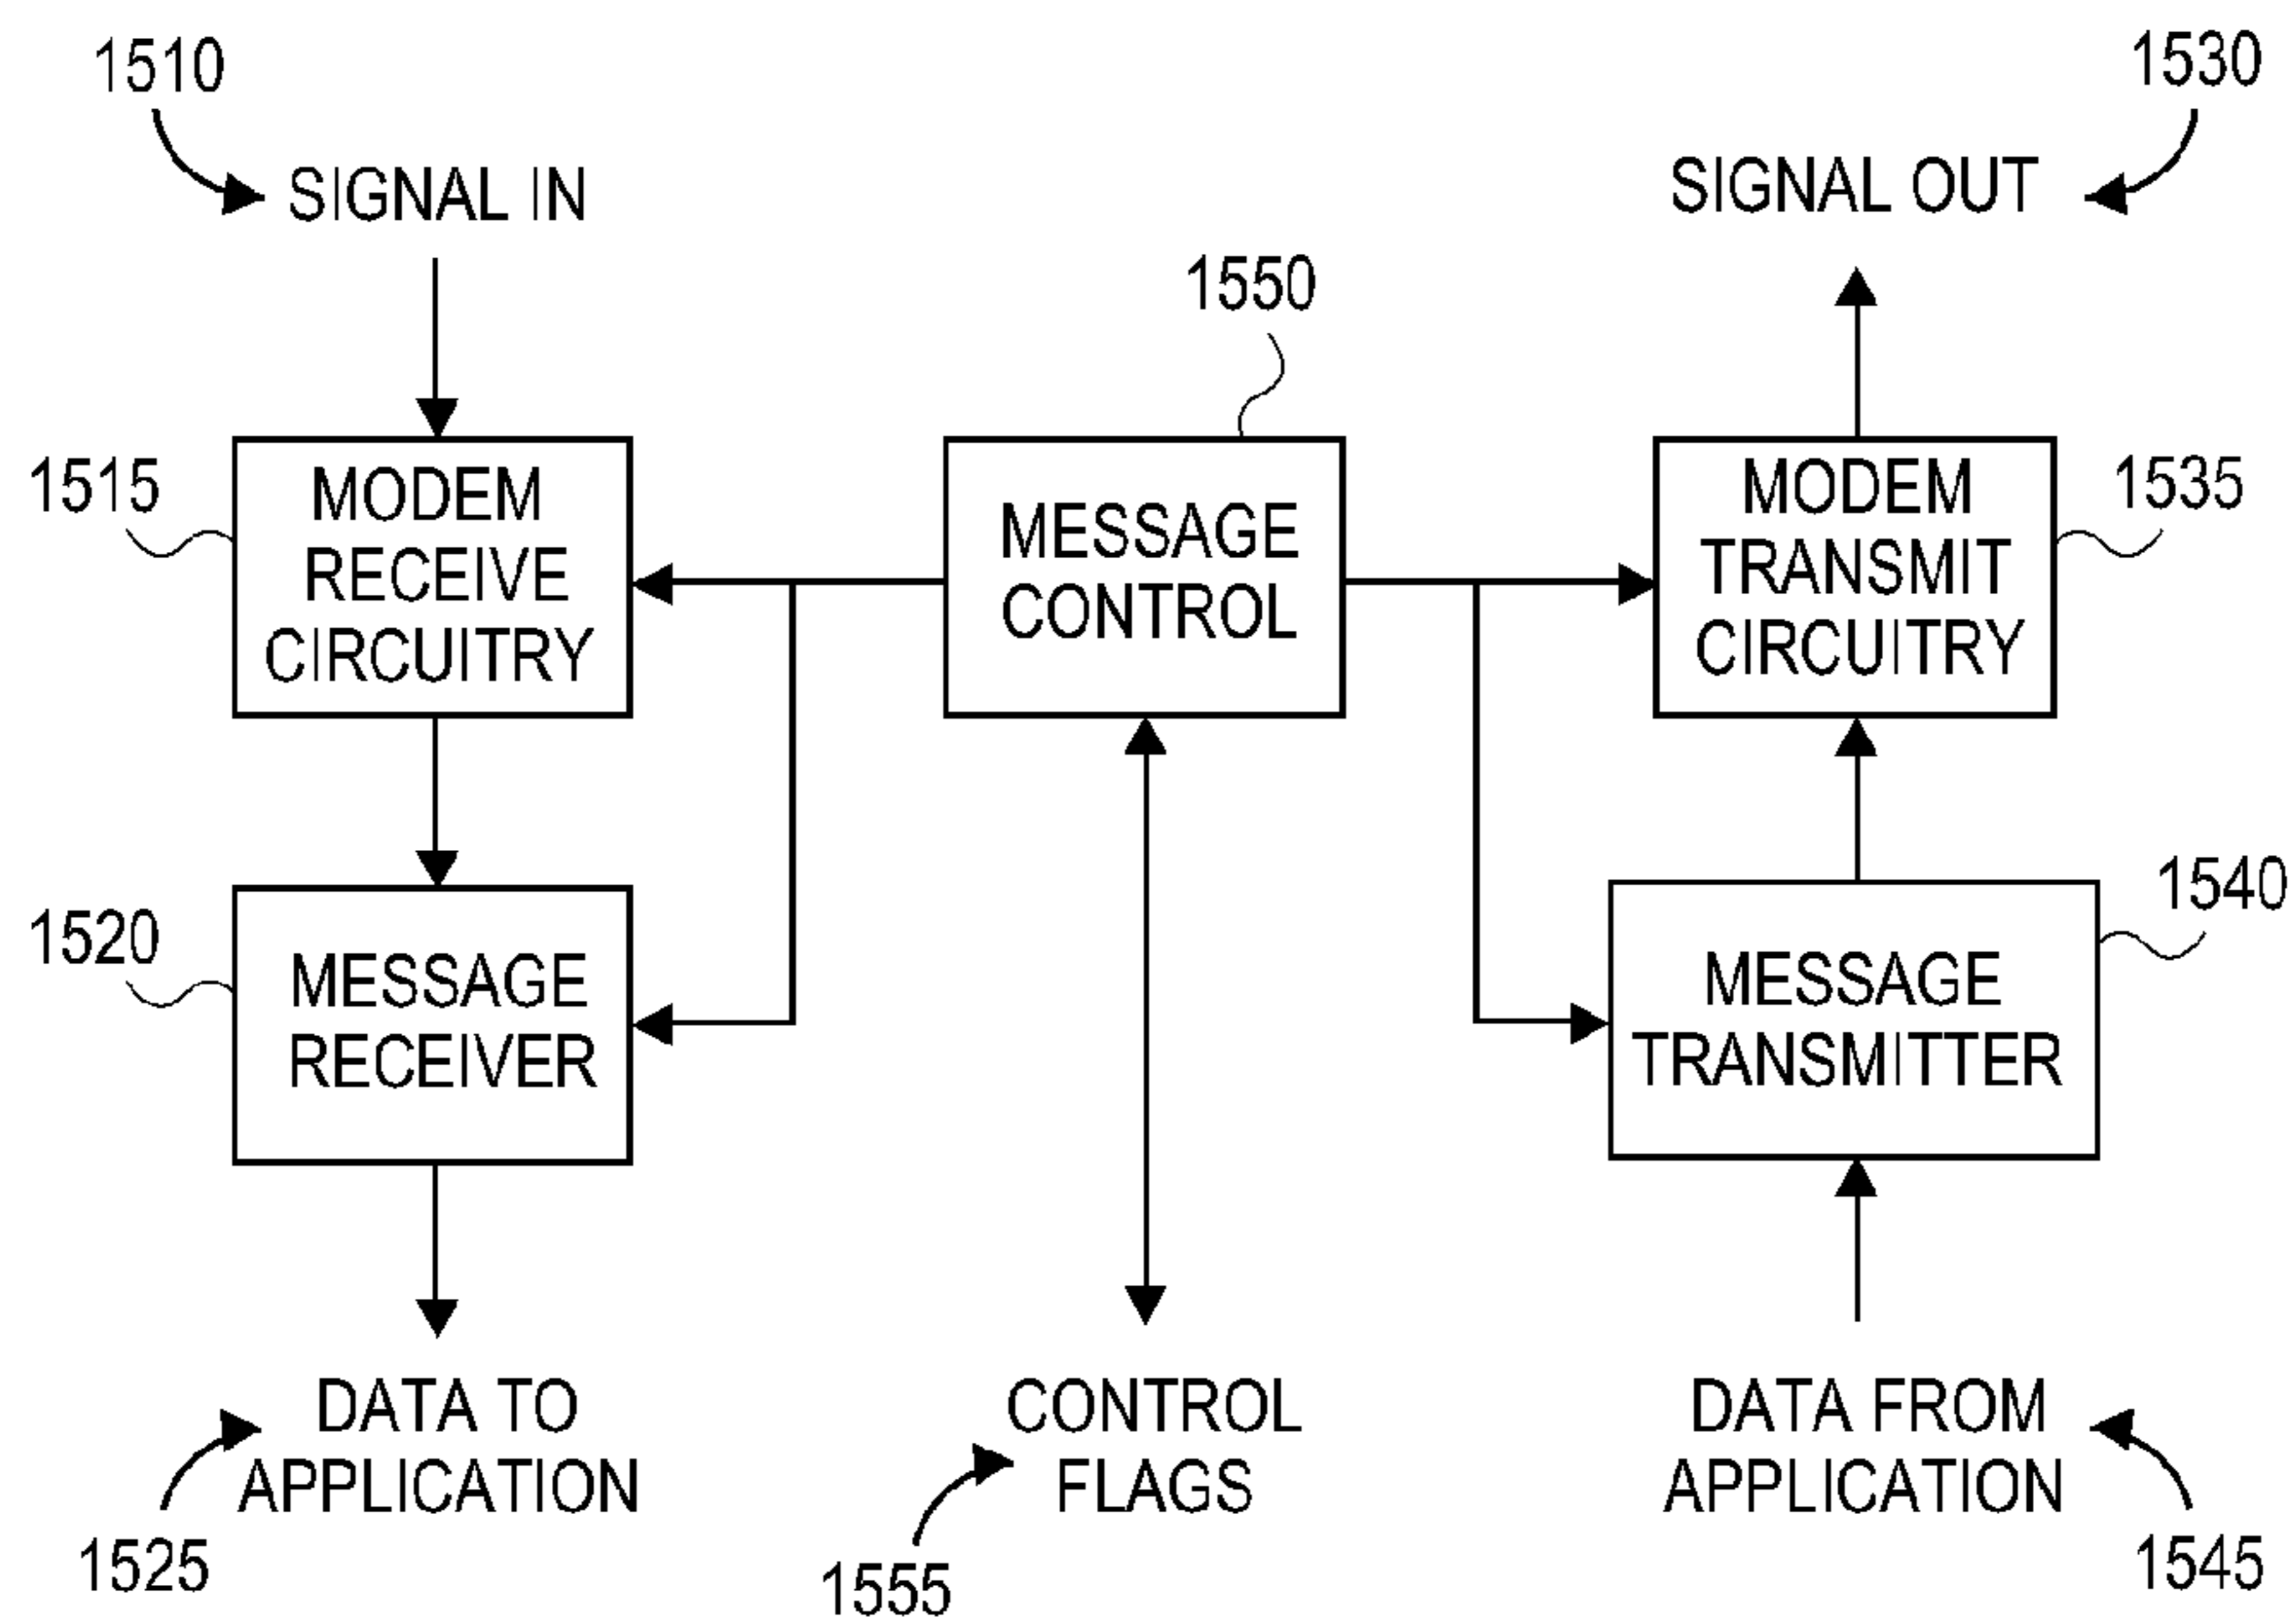 1510
SIGNAL IN
1530
SIGNAL OUT
1550
1515
MODEM
RECEIVE
CIRCUITRY
MESSAGE
CONTROL
1535
MODEM
TRANSMIT
CIRCUITRY
1520
MESSAGE
RECEIVER
1540
MESSAGE
TRANSMITTER
DATA TO
APPLICATION
1525
CONTROL
FLAGS
1555
DATA FROM
APPLICATION
1545